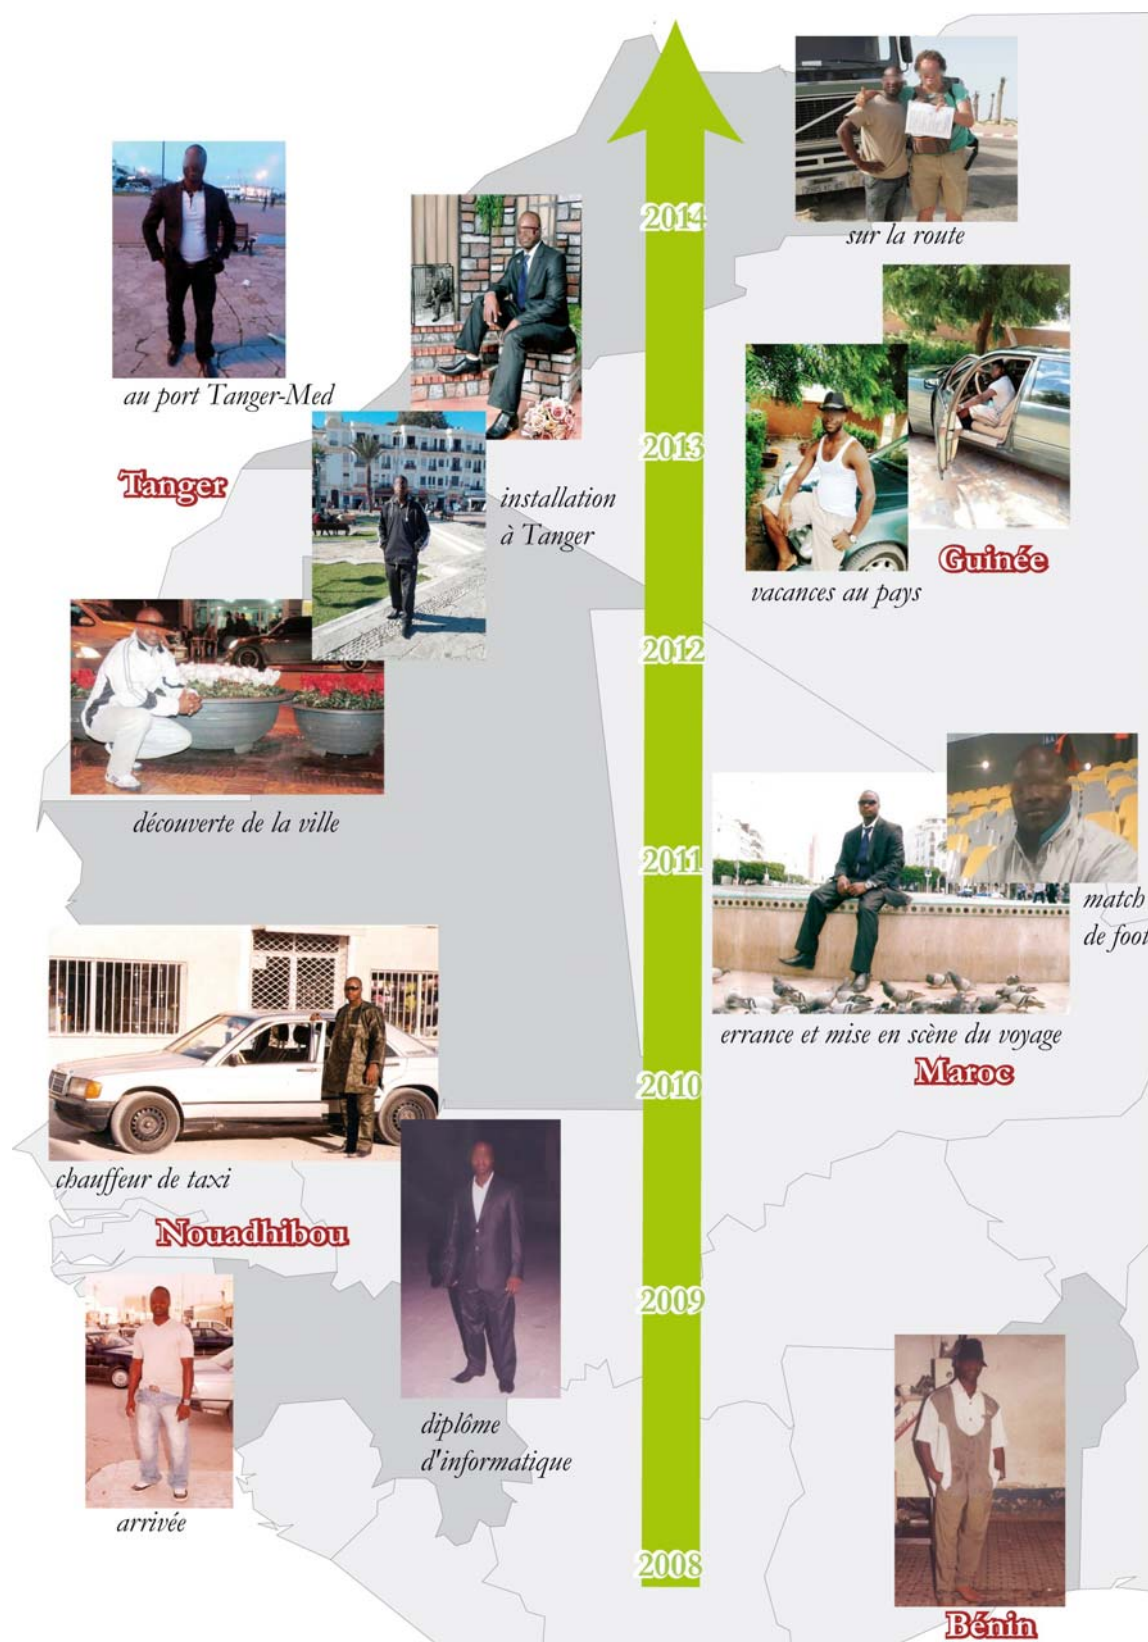 2014
sur la route
au port Tanger-Med
2013
Tanger
installation
à Tanger
Guinée
vacances au pays
2012
découverte de la ville
2011
match
de foot
errance et mise en scène du voyage
Maroc
2010
chauffeur de taxi
Nouadhibou
2009
diplôme
d'informatique
arrivée
2008
Bénin